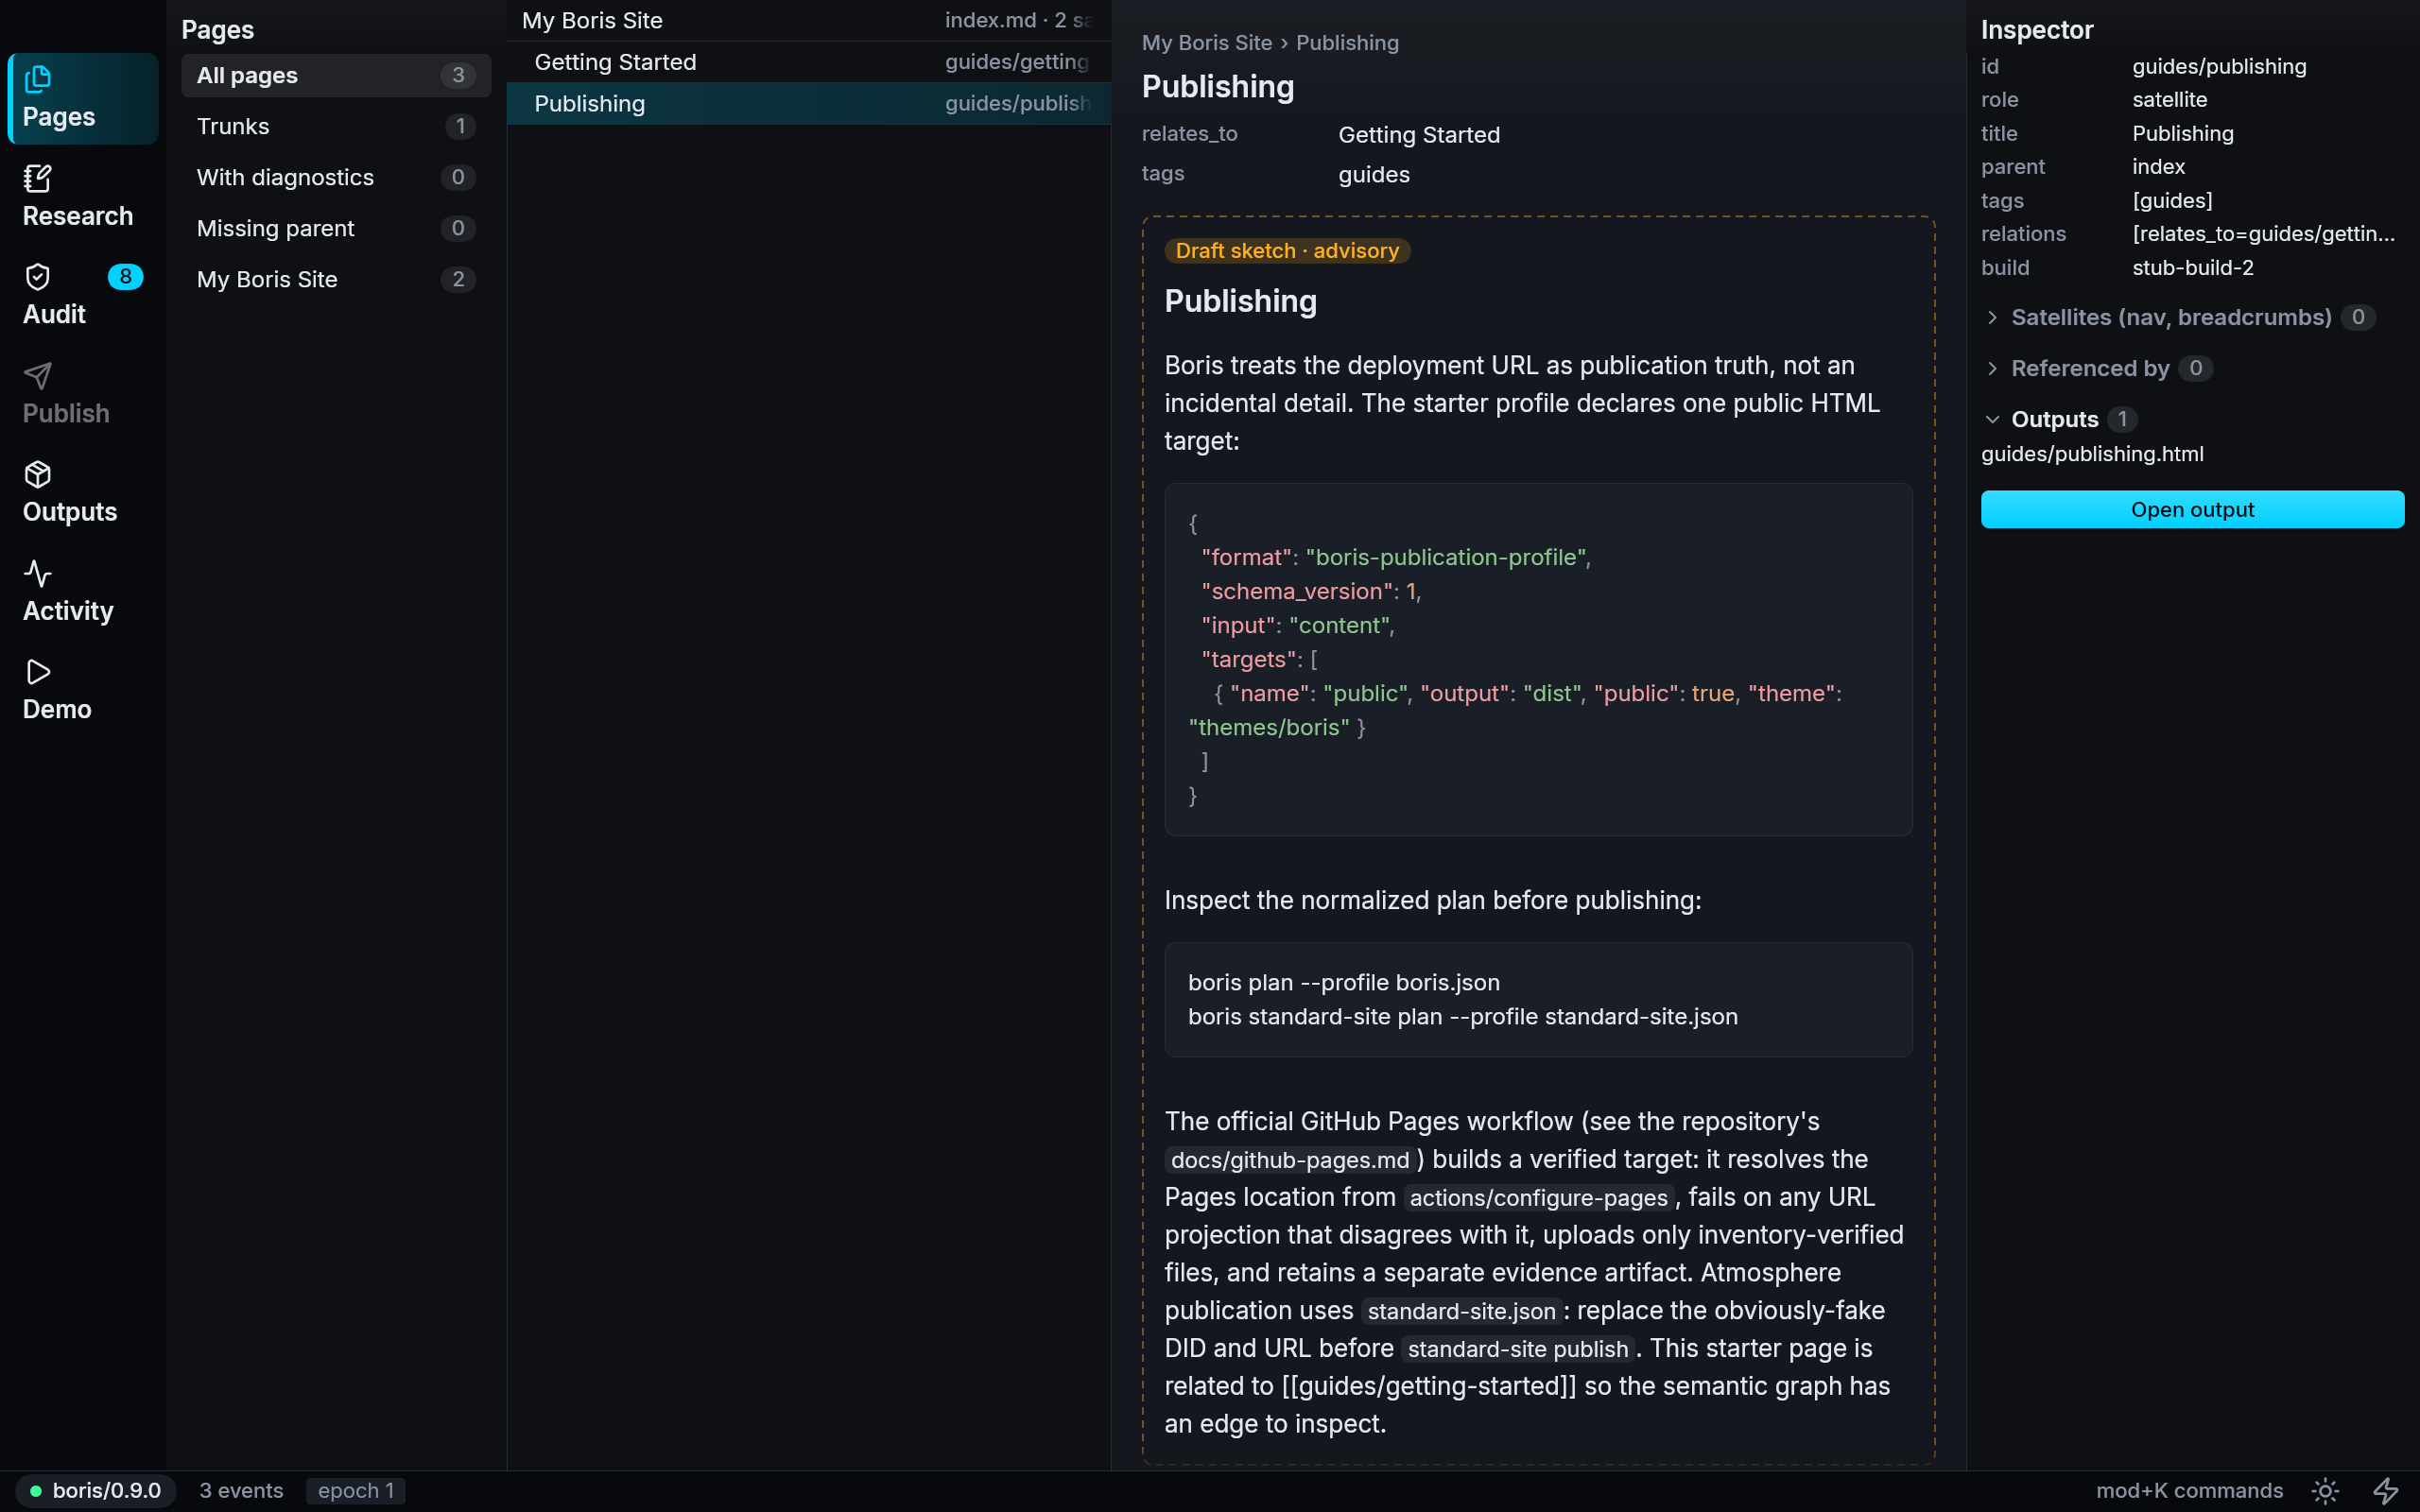 Pages
Research
Audit
8
Publish
Outputs
Activity
Demo
Pages
All pages 3
Trunks 1
With diagnostics 0
Missing parent 0
My Boris Site 2
My Boris Site index.md · 2 sa
Getting Started guides/getting
Publishing guides/publish
My Boris Site › Publishing
Publishing
relates_to Getting Started
tags guides
Draft sketch · advisory
Publishing
Boris treats the deployment URL as publication truth, not an
incidental detail. The starter profile declares one public HTML
target:
{
"format": "boris-publication-profile",
"schema_version": 1,
"input": "content",
"targets": [
{ "name": "public", "output": "dist", "public": true, "theme":
"themes/boris" }
]
}
Inspect the normalized plan before publishing:
boris plan --profile boris.json
boris standard-site plan --profile standard-site.json
The official GitHub Pages workflow (see the repository's
docs/github-pages.md) builds a verified target: it resolves the
Pages location from actions/configure-pages, fails on any URL
projection that disagrees with it, uploads only inventory-verified
files, and retains a separate evidence artifact. Atmosphere
publication uses standard-site.json: replace the obviously-fake
DID and URL before standard-site publish. This starter page is
related to [[guides/getting-started]] so the semantic graph has
an edge to inspect.
Inspector
id guides/publishing
role satellite
title Publishing
parent index
tags [guides]
relations [relates_to=guides/gettin...
build stub-build-2
Satellites (nav, breadcrumbs) 0
Referenced by 0
Outputs 1
guides/publishing.html
Open output
boris/0.9.0 3 events epoch 1
mod+K commands